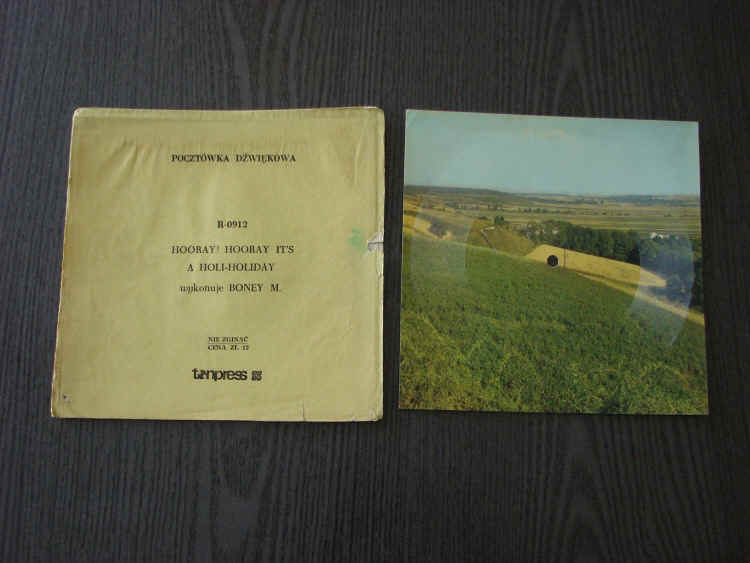 POCZTÓWKA DŹWIĘKOWA
R-0912
HOORAY! HOORAY IT'S
A HOLI-HOLIDAY
wykonuje BONEY M.
NIE ZGINAĆ
CENA ZŁ 12
tonpress